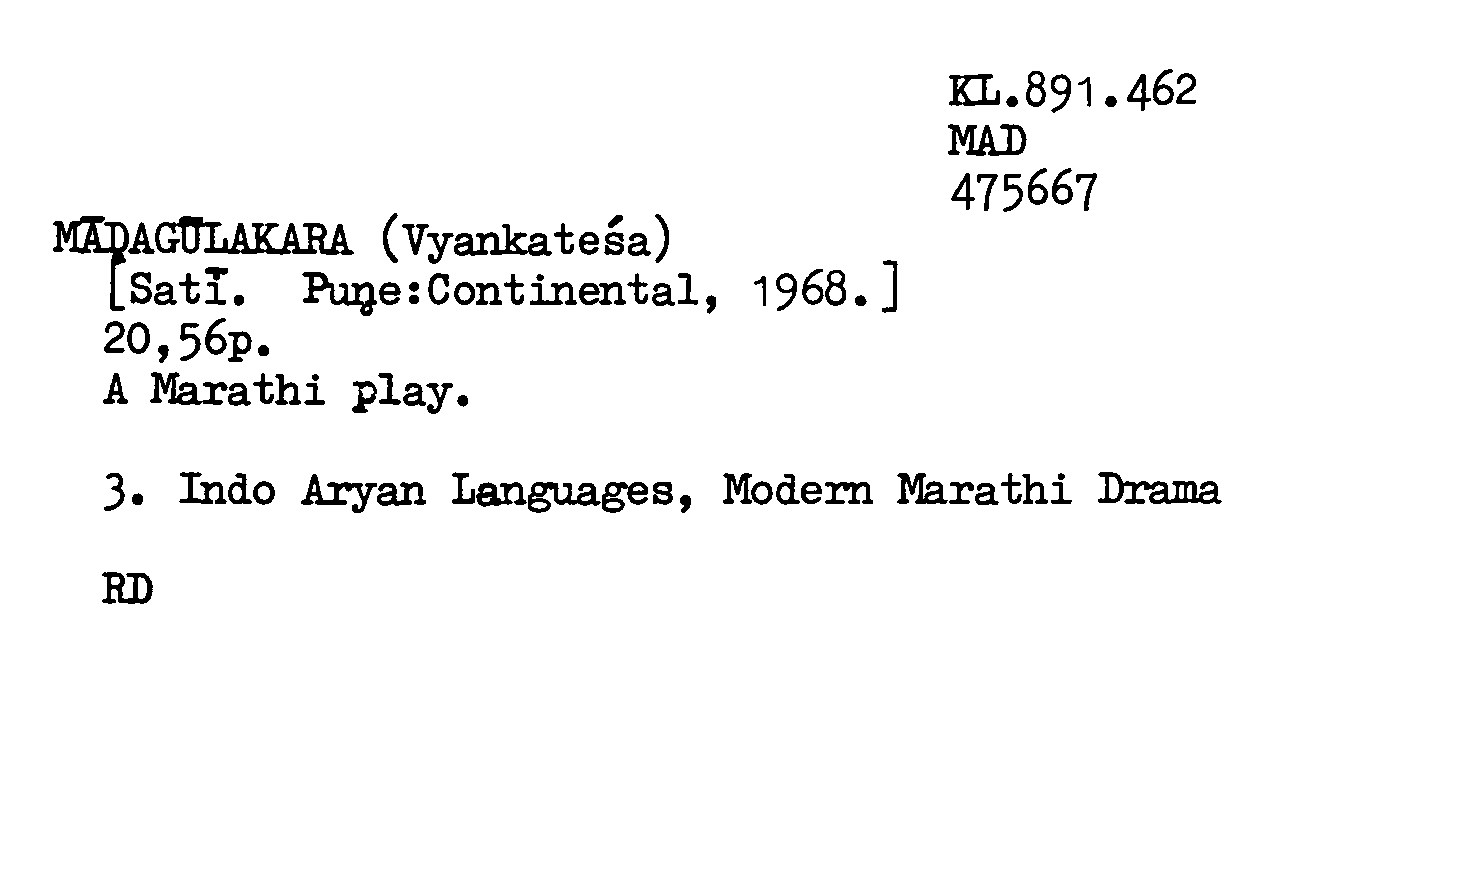 KL.891.462
MAD
475667
MĀḌAGŪLAKARA (Vyankateśa)
[Satī. Puṇe:Continental, 1968.]
20,56p.
A Marathi play.
3. Indo Aryan Languages, Modern Marathi Drama
RD